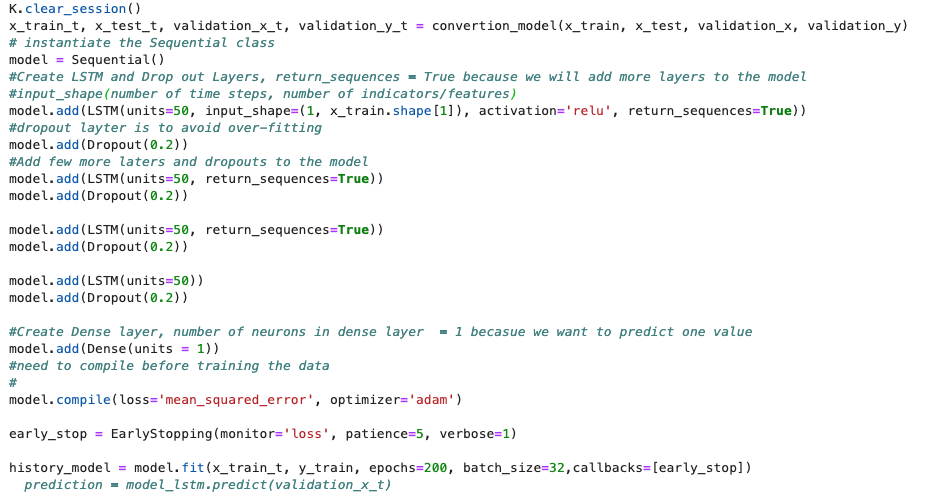 K.clear_session()
x_train_t, x_test_t, validation_x_t, validation_y_t = convertion_model(x_train, x_test, validation_x, validation_y)
# instantiate the Sequential class
model = Sequential()
#Create LSTM and Drop out Layers, return_sequences = True because we will add more layers to the model
#input_shape(number of time steps, number of indicators/features)
model.add(LSTM(units=50, input_shape=(1, x_train.shape[1]), activation='relu', return_sequences=True))
#dropout layter is to avoid over-fitting
model.add(Dropout(0.2))
#Add few more laters and dropouts to the model
model.add(LSTM(units=50, return_sequences=True))
model.add(Dropout(0.2))

model.add(LSTM(units=50, return_sequences=True))
model.add(Dropout(0.2))

model.add(LSTM(units=50))
model.add(Dropout(0.2))

#Create Dense layer, number of neurons in dense layer  = 1 becasue we want to predict one value
model.add(Dense(units = 1))
#need to compile before training the data
#
model.compile(loss='mean_squared_error', optimizer='adam')

early_stop = EarlyStopping(monitor='loss', patience=5, verbose=1)

history_model = model.fit(x_train_t, y_train, epochs=200, batch_size=32,callbacks=[early_stop])
  prediction = model_lstm.predict(validation_x_t)